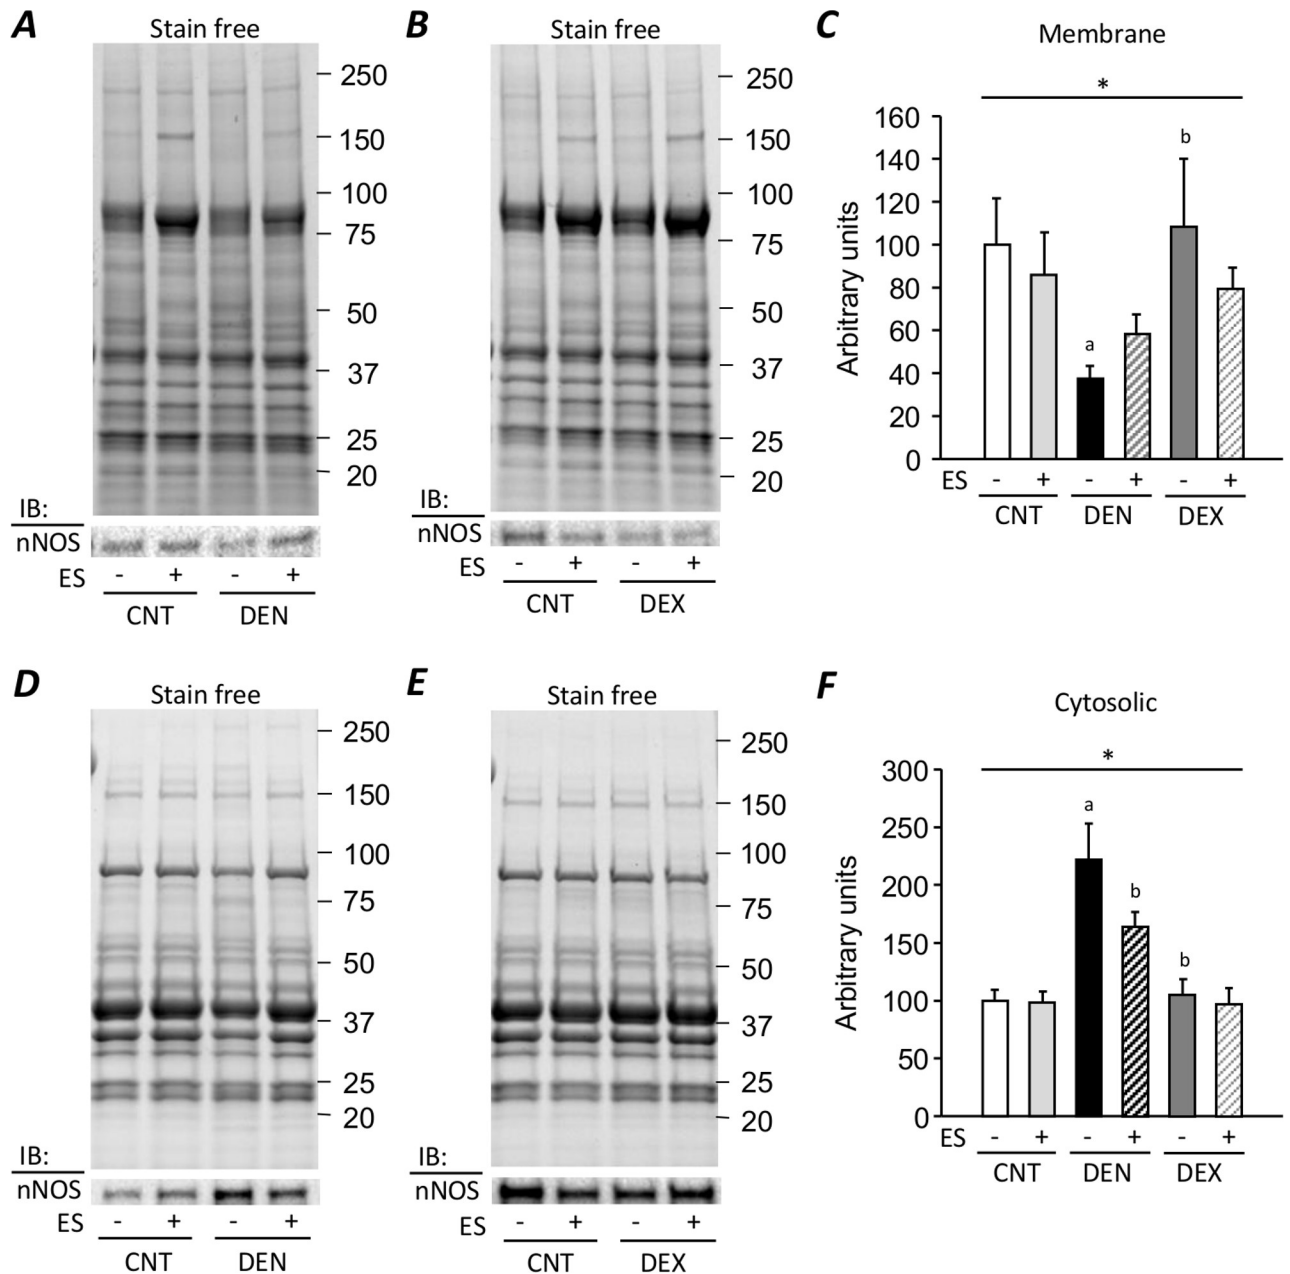 A
Stain free
250
150
100
75
50
37
25
20
IB:
nNOS
ES - + - +
CNT DEN
B
Stain free
250
150
100
75
50
37
25
20
IB:
nNOS
ES - + - +
CNT DEX
C
Membrane
*
160
140
120
100
80
60
40
20
0
Arbitrary units
a
b
ES - + - + - +
CNT DEN DEX
D
Stain free
250
150
100
75
50
37
25
20
IB:
nNOS
ES - + - +
CNT DEN
E
Stain free
250
150
100
75
50
37
25
20
IB:
nNOS
ES - + - +
CNT DEX
F
Cytosolic
*
300
250
200
150
100
50
0
Arbitrary units
a
b
b
ES - + - + - +
CNT DEN DEX